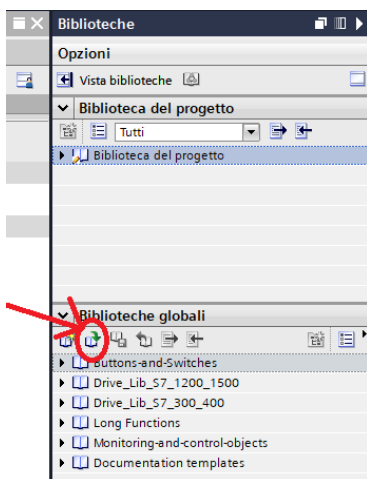 Biblioteche
Opzioni
Vista biblioteche
Biblioteca del progetto
Tutti
Biblioteca del progetto
Biblioteche globali
Buttons-and-Switches
Drive_Lib_S7_1200_1500
Drive_Lib_S7_300_400
Long Functions
Monitoring-and-control-objects
Documentation templates